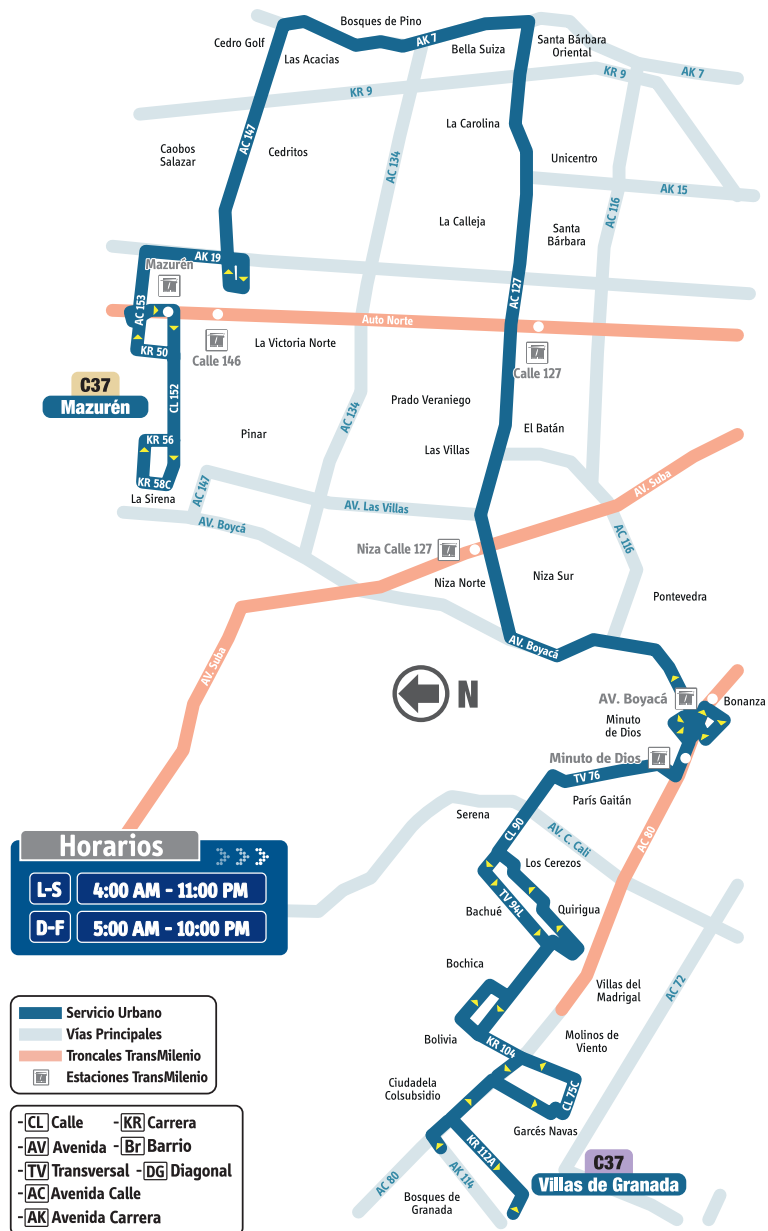 Bosques de Pino
Cedro Golf
AK 7
Santa Bárbara
Oriental
Las Acacias
Bella Suiza
KR 9
AK 7
KR 9
La Carolina
AC 147
Caobos
Salazar
Cedritos
AC 134
Unicentro
AK 15
AC 116
La Calleja
Santa
Bárbara
AK 19
Mazurén
AC 127
AC 153
Auto Norte
KR 50
Calle 146
La Victoria Norte
Calle 127
C37
Mazurén
CL 152
Prado Veraniego
AC 134
KR 56
Pinar
El Batán
Las Villas
KR 58C
La Sirena
AC 147
AV. Suba
AV. Las Villas
AV. Boycá
AC 116
Niza Calle 127
Niza Norte
Niza Sur
Pontevedra
AV. Boyacá
AV. Suba
N
AV. Boyacá
Bonanza
Minuto
de Dios
Minuto de Dios
TV 76
París Gaitán
Serena
CL 90
AV. C. Cali
AC 80
Horarios
L-S
4:00 AM - 11:00 PM
D-F
5:00 AM - 10:00 PM
Los Cerezos
TV 94L
Bachué
Quirigua
Bochica
Villas del
Madrigal
AC 72
Bolivia
KR 104
Molinos de
Viento
Ciudadela
Colsubsidio
CL 75C
Garcés Navas
KR 112A
C37
Villas de Granada
AC 80
AK 114
Bosques de
Granada
Servicio Urbano
Vías Principales
Troncales TransMilenio
Estaciones TransMilenio
-CL Calle -KR Carrera
-AV Avenida -Br Barrio
-TV Transversal -DG Diagonal
-AC Avenida Calle
-AK Avenida Carrera